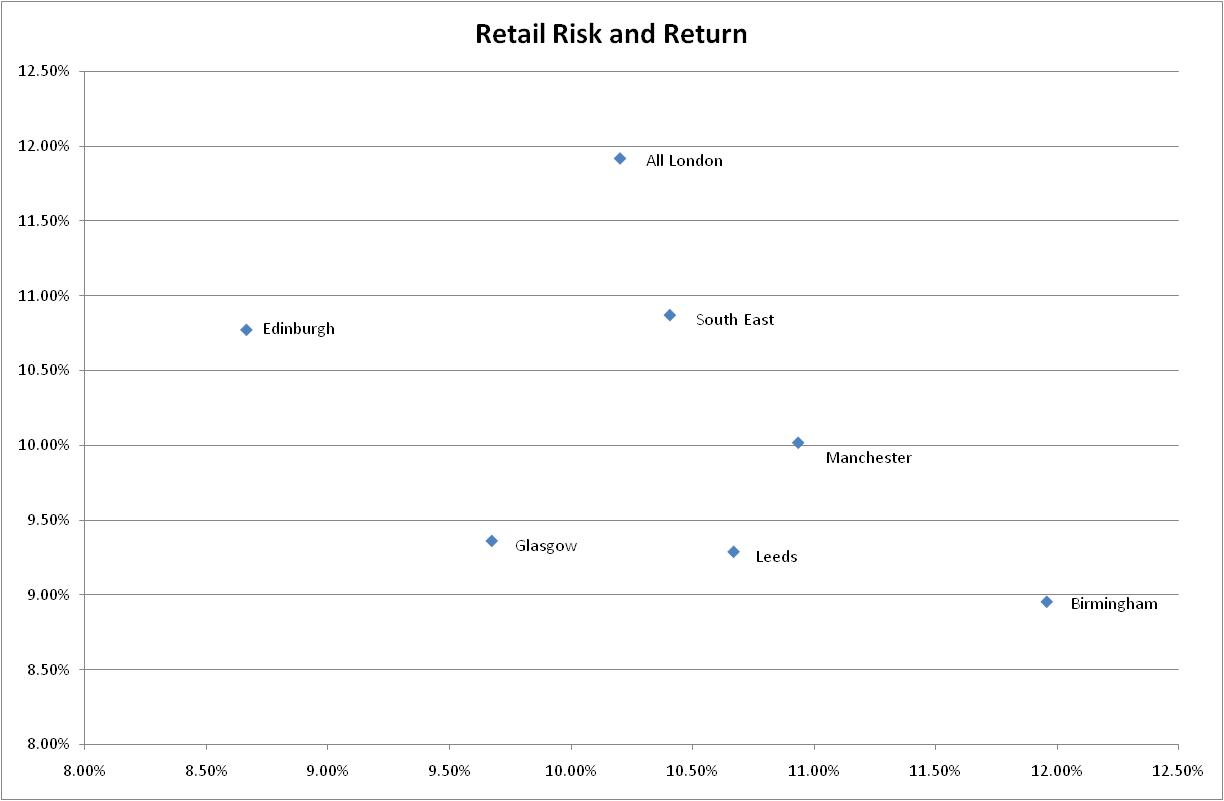 Retail Risk and Return
12.50%
12.00%
All London
11.50%
11.00%
Edinburgh
South East
10.50%
10.00%
Manchester
9.50%
Glasgow
Leeds
9.00%
Birmingham
8.50%
8.00%
8.00% 8.50% 9.00% 9.50% 10.00% 10.50% 11.00% 11.50% 12.00% 12.50%